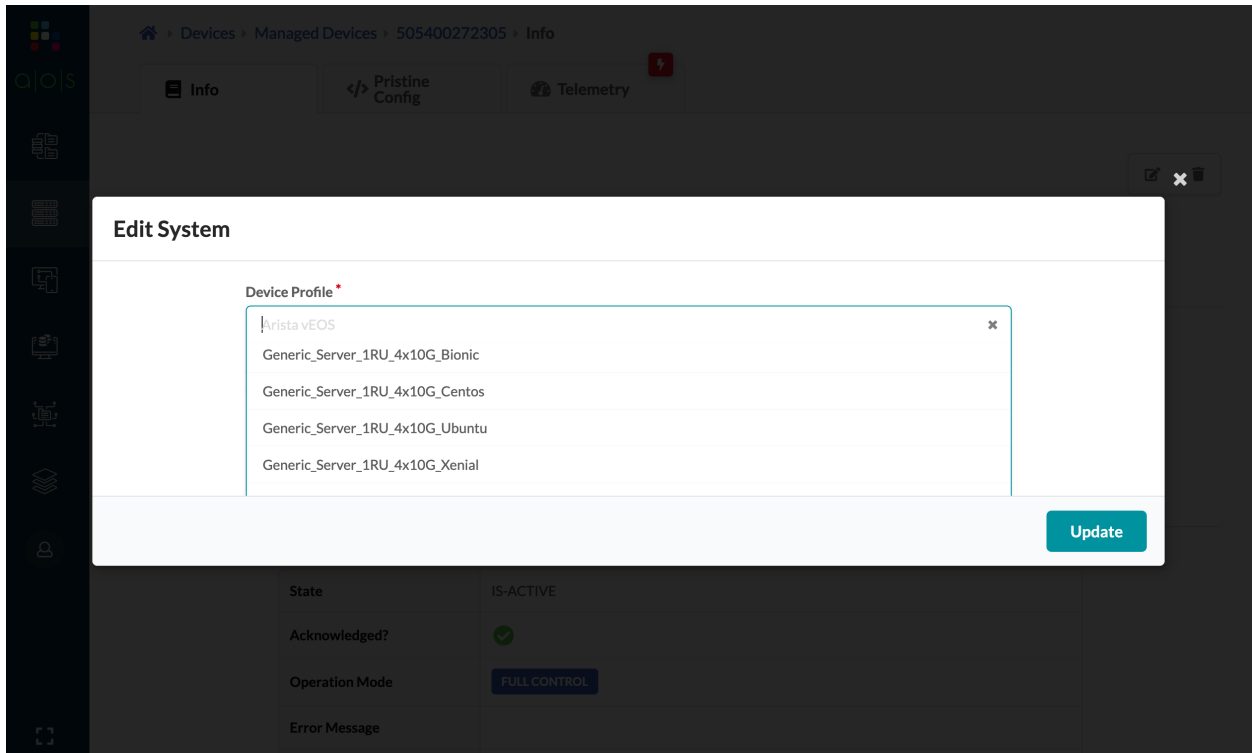 Devices › Managed Devices › 505400272305 › Info
a|o|s
Info
</> Pristine
Config
Telemetry
Edit System
Device Profile *
Arista vEOS
Generic_Server_1RU_4x10G_Bionic
Generic_Server_1RU_4x10G_Centos
Generic_Server_1RU_4x10G_Ubuntu
Generic_Server_1RU_4x10G_Xenial
Update
State IS-ACTIVE
Acknowledged?
Operation Mode FULL CONTROL
Error Message